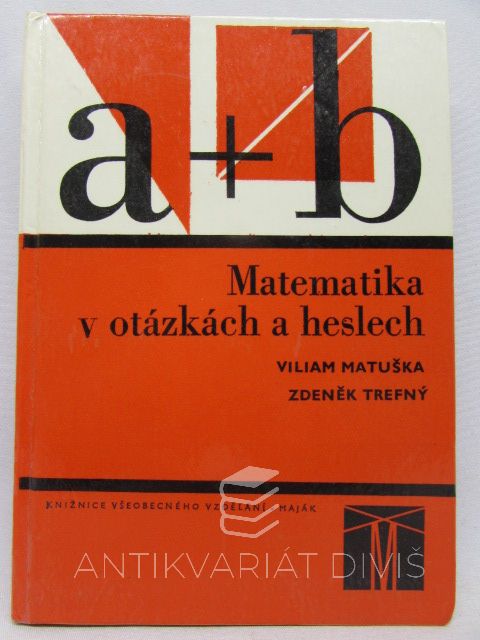 a+b
Matematika
v otázkách a heslech
VILIAM MATUŠKA
ZDENĚK TREFNÝ
KNIŽNICE VŠEOBECNÉHO VZDĚLÁNÍ MAJÁK
M
ANTIKVARIÁT DIVIŠ